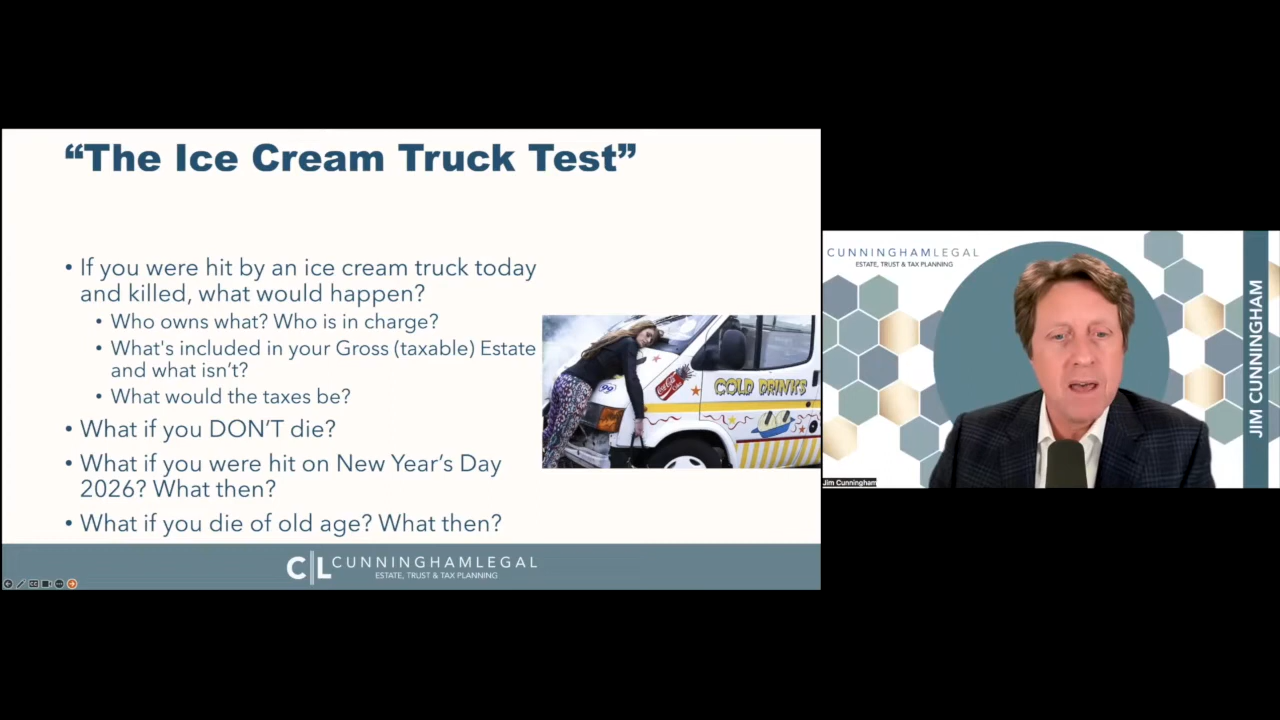 “The Ice Cream Truck Test”
• If you were hit by an ice cream truck today
and killed, what would happen?
• Who owns what? Who is in charge?
• What's included in your Gross (taxable) Estate
and what isn’t?
• What would the taxes be?
• What if you DON’T die?
• What if you were hit on New Year’s Day
2026? What then?
• What if you die of old age? What then?
Coca-Cola
99
COLD DRINKS
CL CUNNINGHAMLEGAL
ESTATE, TRUST & TAX PLANNING
CUNNINGHAMLEGAL
ESTATE, TRUST & TAX PLANNING
JIM CUNNINGHAM
Jim Cunningham